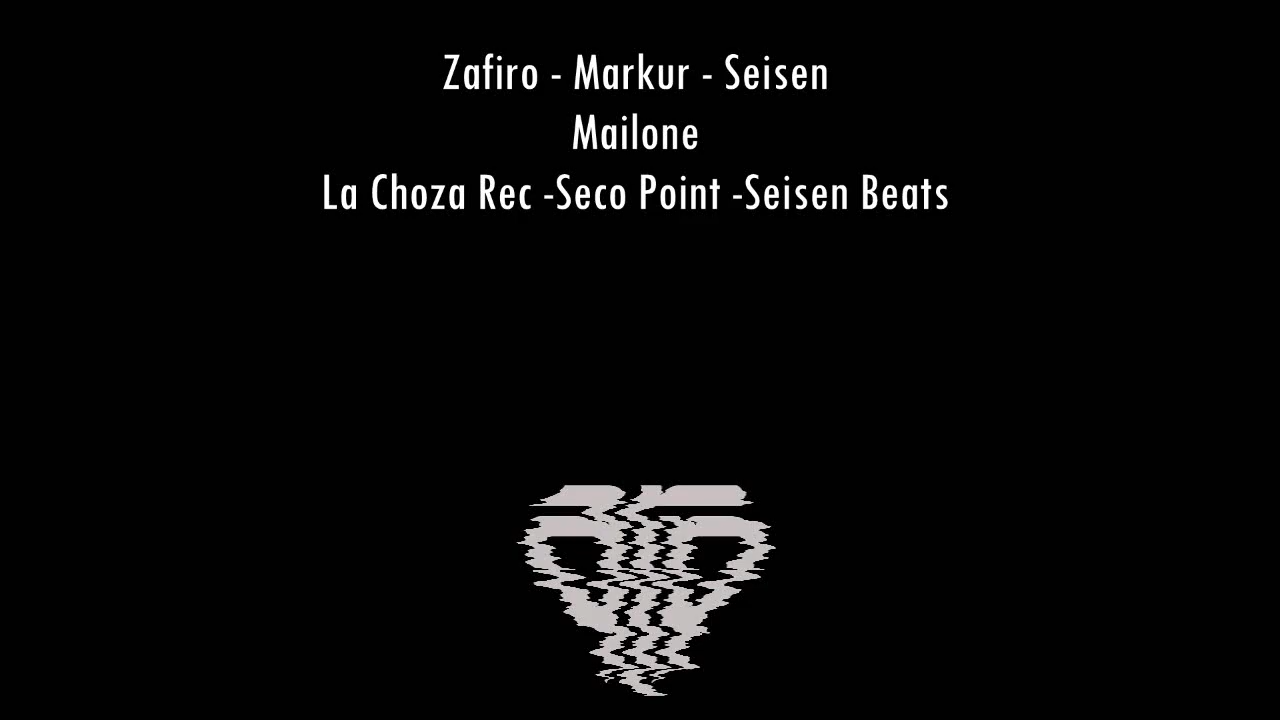 Zafiro - Markur - Seisen
Mailone
La Choza Rec -Seco Point -Seisen Beats